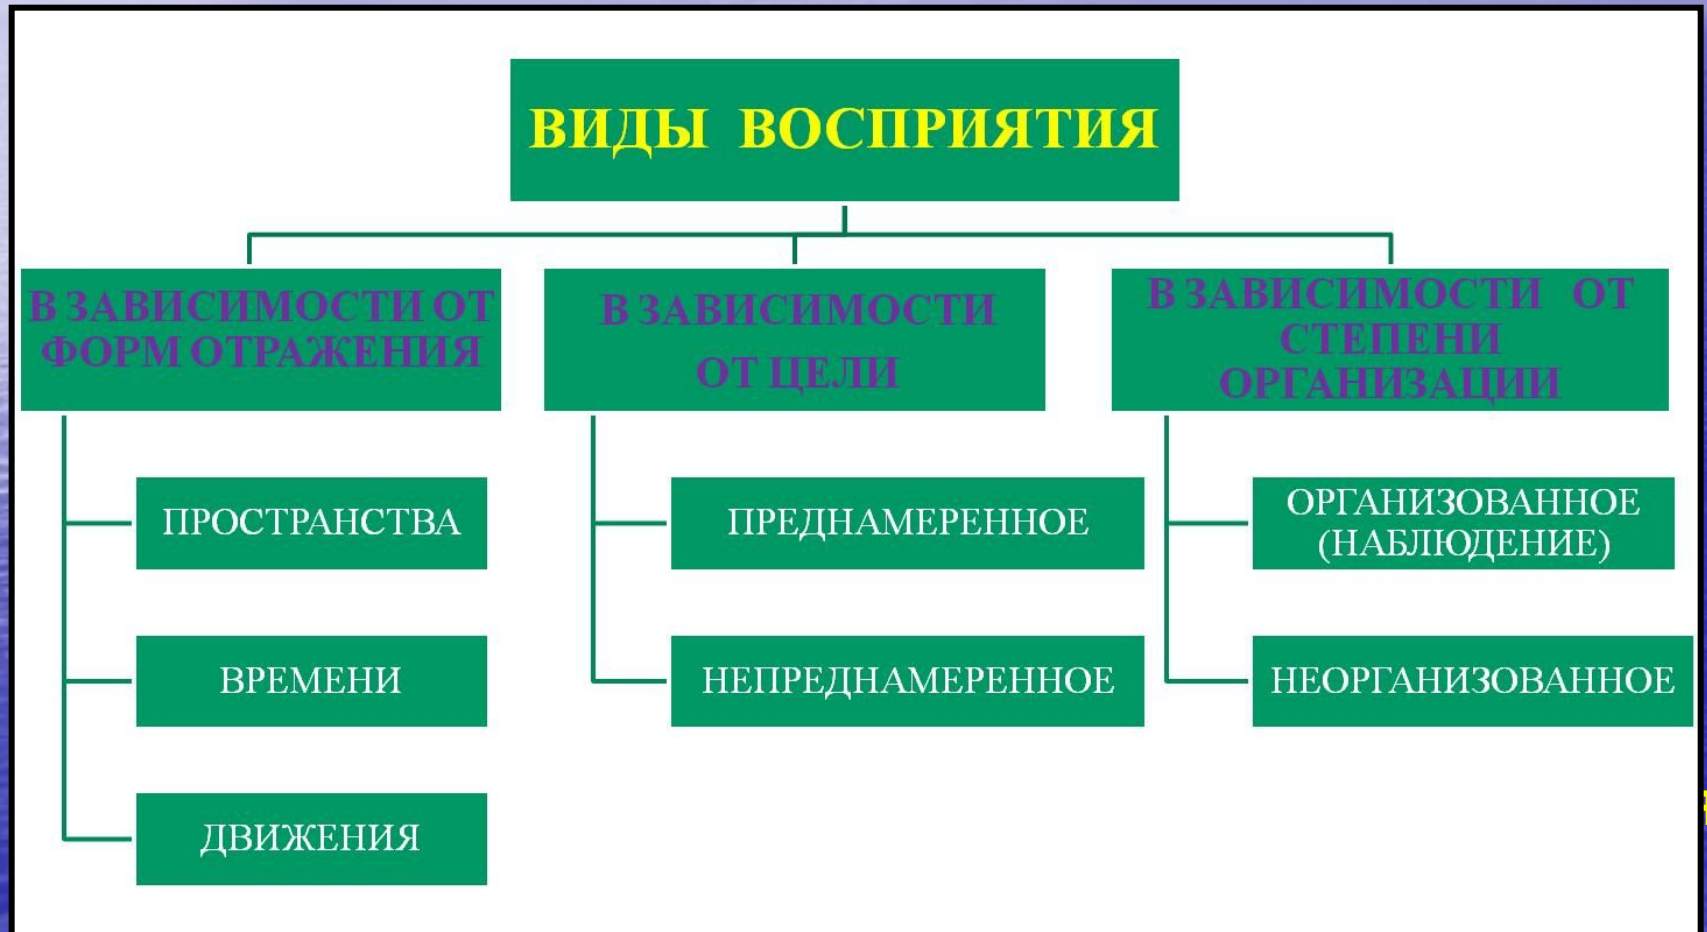 ВИДЫ ВОСПРИЯТИЯ
В ЗАВИСИМОСТИ ОТ
ФОРМ ОТРАЖЕНИЯ
ПРОСТРАНСТВА
ВРЕМЕНИ
ДВИЖЕНИЯ
В ЗАВИСИМОСТИ
ОТ ЦЕЛИ
ПРЕДНАМЕРЕННОЕ
НЕПРЕДНАМЕРЕННОЕ
В ЗАВИСИМОСТИ ОТ
СТЕПЕНИ
ОРГАНИЗАЦИИ
ОРГАНИЗОВАННОЕ
(НАБЛЮДЕНИЕ)
НЕОРГАНИЗОВАННОЕ